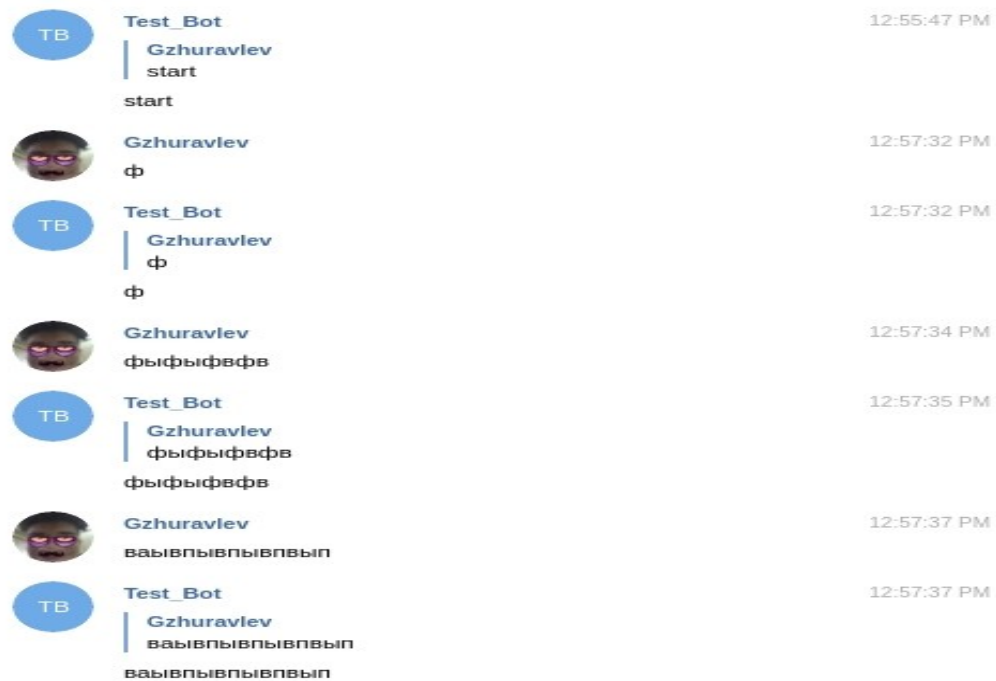 TB
Test_Bot
12:55:47 PM
Gzhuravlev
start
start
Gzhuravlev
12:57:32 PM
ф
TB
Test_Bot
12:57:32 PM
Gzhuravlev
ф
ф
Gzhuravlev
12:57:34 PM
фыфыфвфв
TB
Test_Bot
12:57:35 PM
Gzhuravlev
фыфыфвфв
фыфыфвфв
Gzhuravlev
12:57:37 PM
ваывпывпывпвып
TB
Test_Bot
12:57:37 PM
Gzhuravlev
ваывпывпывпвып
ваывпывпывпвып